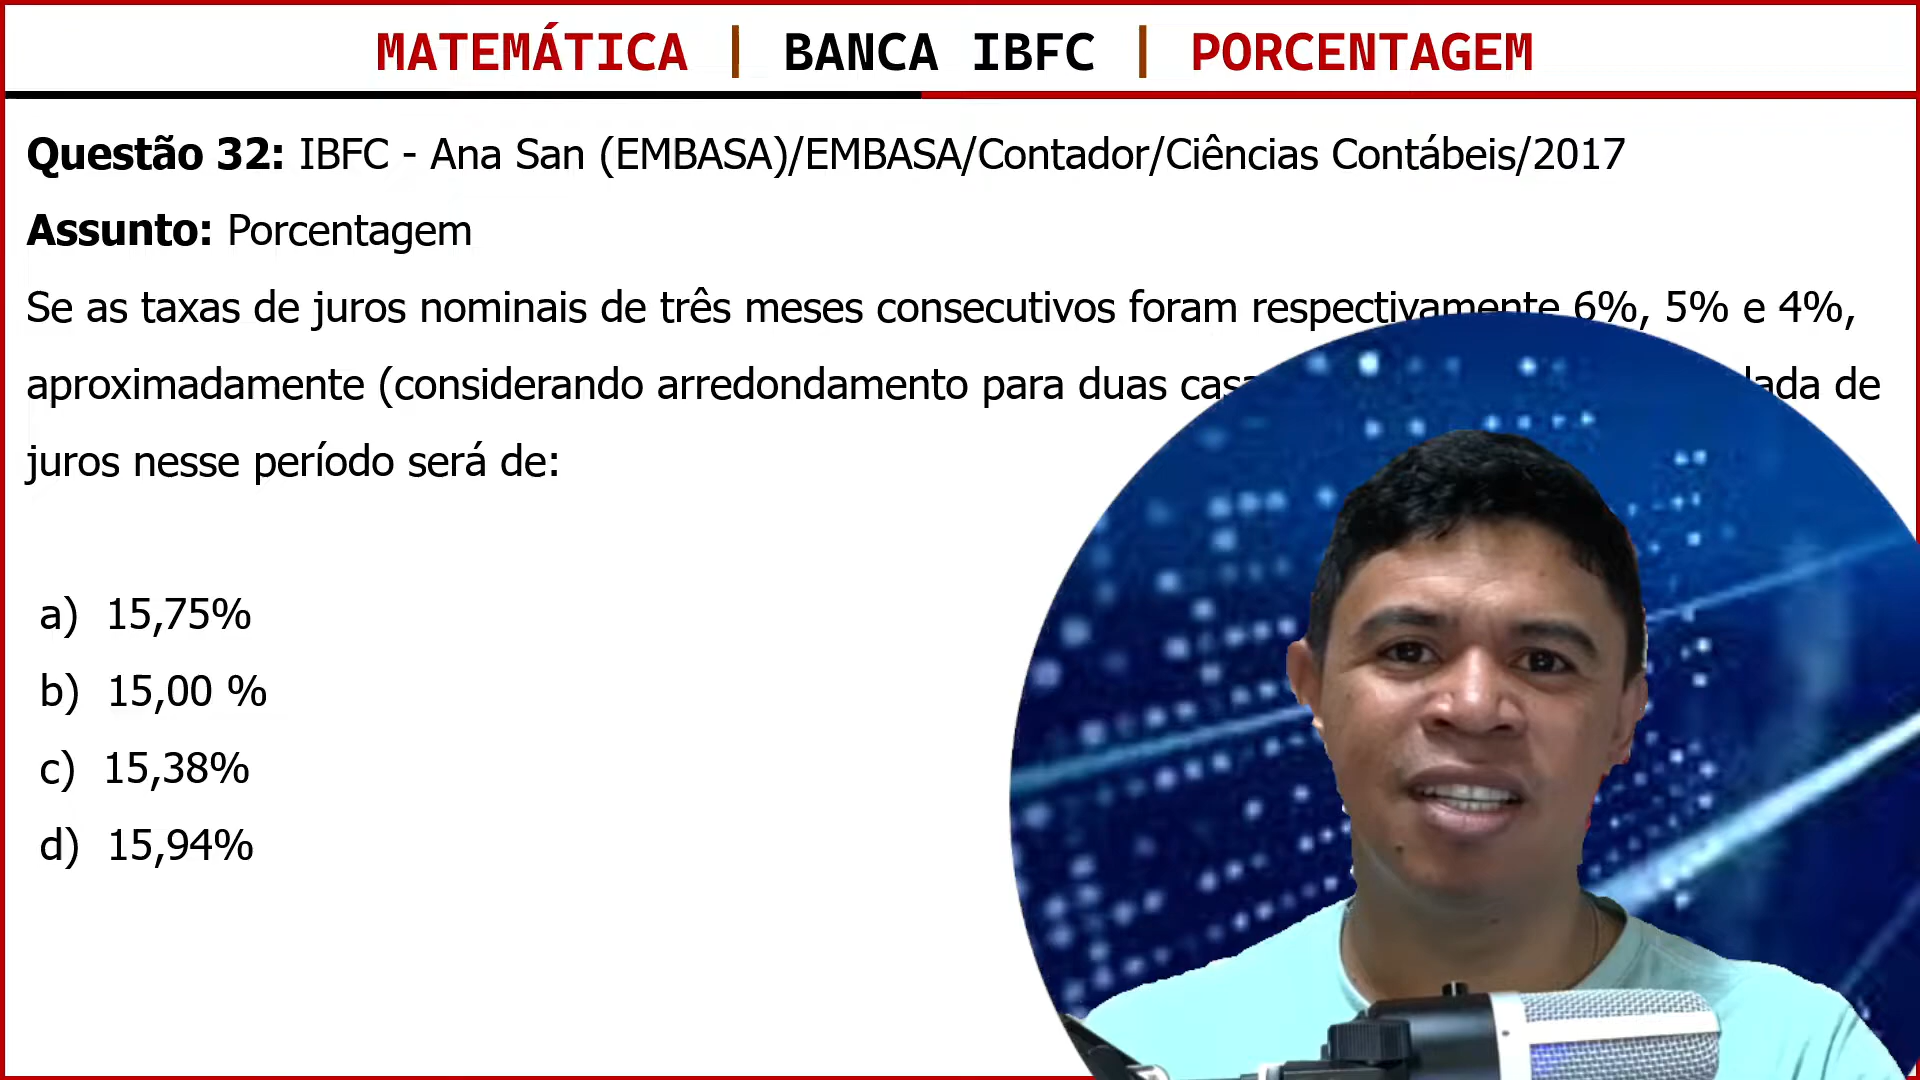 MATEMÁTICA | BANCA IBFC | PORCENTAGEM
Questão 32: IBFC - Ana San (EMBASA)/EMBASA/Contador/Ciências Contábeis/2017
Assunto: Porcentagem
Se as taxas de juros nominais de três meses consecutivos foram respectivamente 6%, 5% e 4%,
aproximadamente (considerando arredondamento para duas de
juros nesse período será de:
a) 15,75%
b) 15,00 %
c) 15,38%
d) 15,94%